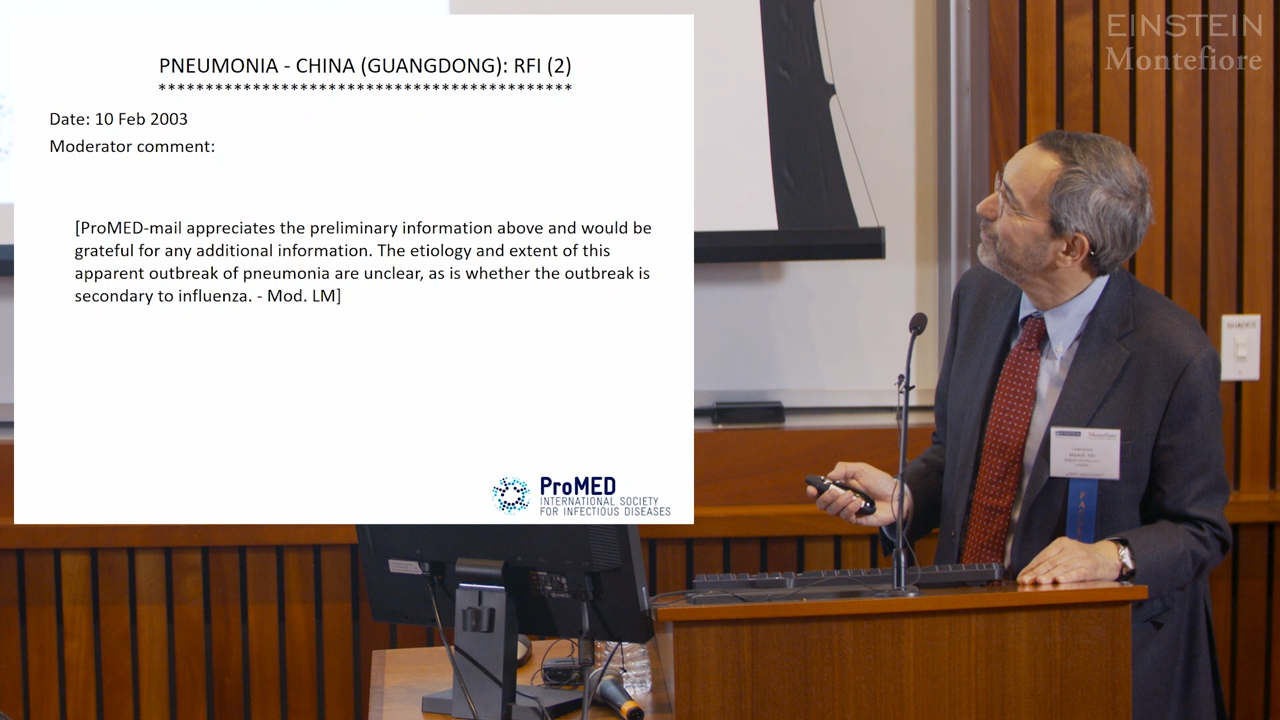 EINSTEIN
Montefiore
PNEUMONIA - CHINA (GUANGDONG): RFI (2)
******************************************
Date: 10 Feb 2003
Moderator comment:
[ProMED-mail appreciates the preliminary information above and would be
grateful for any additional information. The etiology and extent of this
apparent outbreak of pneumonia are unclear, as is whether the outbreak is
secondary to influenza. - Mod. LM]
ProMED
INTERNATIONAL SOCIETY
FOR INFECTIOUS DISEASES
SHADES